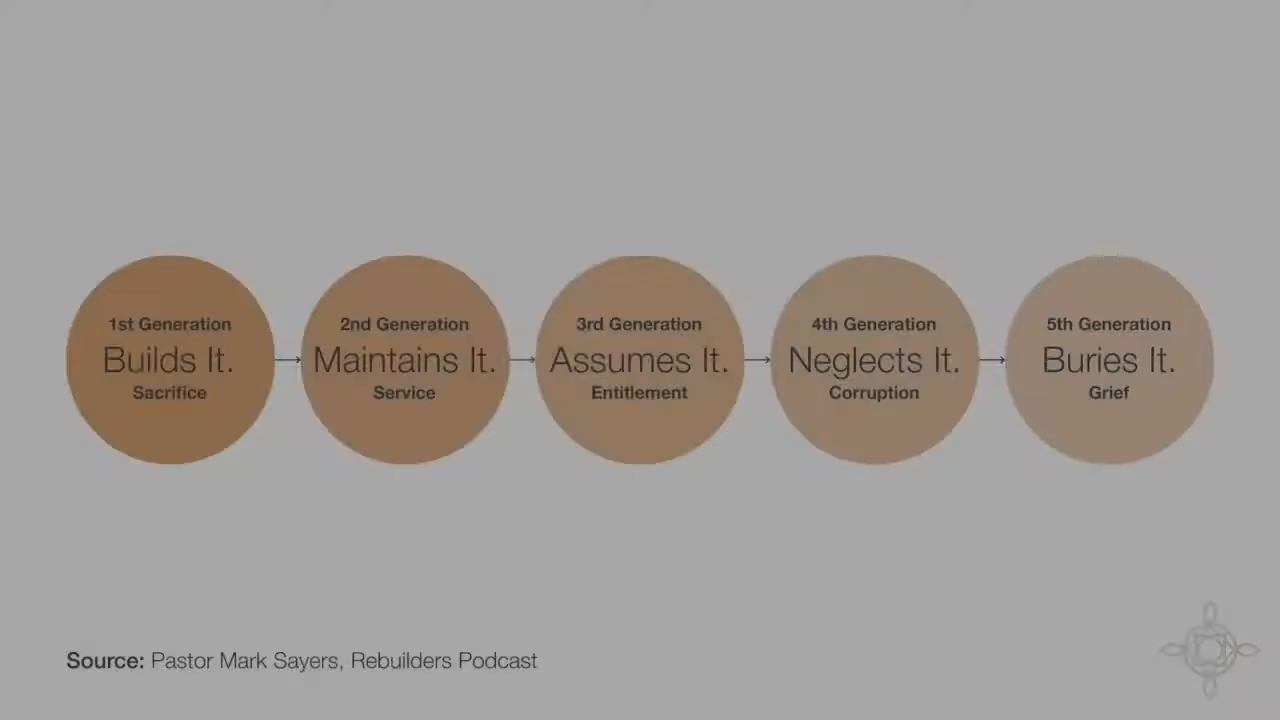 1st Generation
Builds It.
Sacrifice
2nd Generation
Maintains It.
Service
3rd Generation
Assumes It.
Entitlement
4th Generation
Neglects It.
Corruption
5th Generation
Buries It.
Grief
Source: Pastor Mark Sayers, Rebuilders Podcast